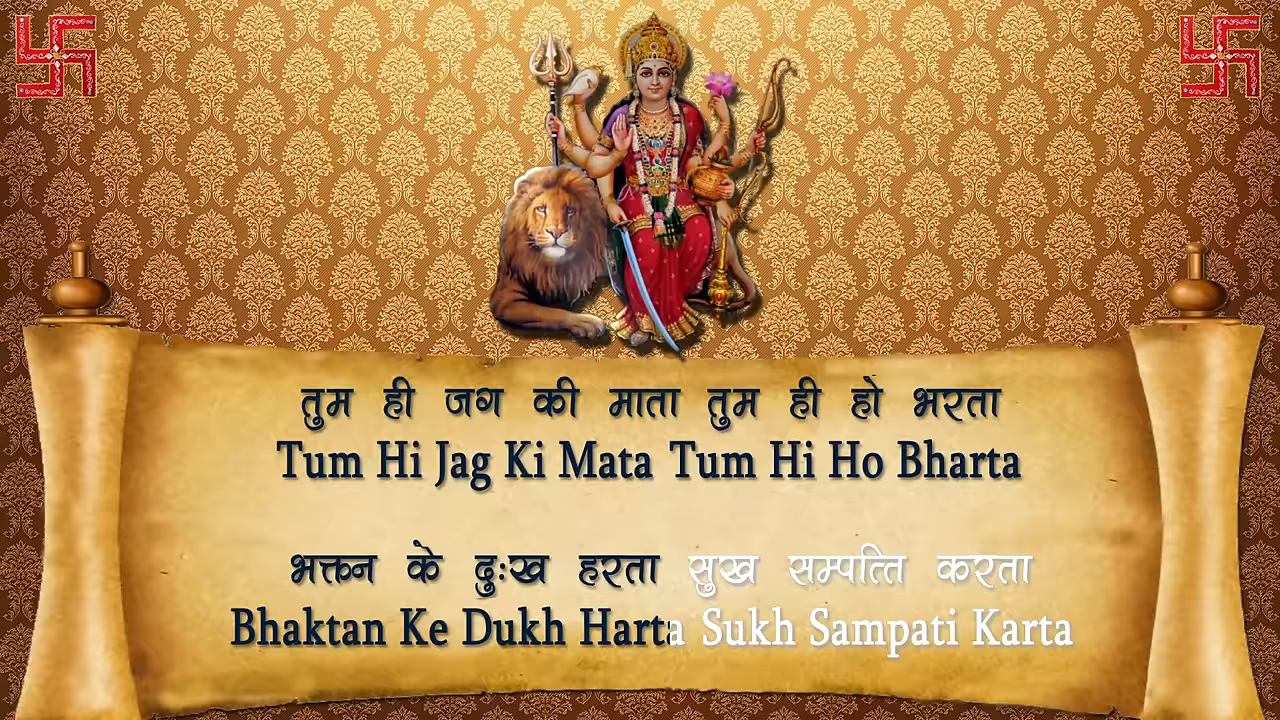 तुम ही जग की माता तुम ही हो भरता
Tum Hi Jag Ki Mata Tum Hi Ho Bharta
भक्तन के दुःख हरता सुख सम्पत्ति करता
Bhaktan Ke Dukh Harta Sukh Sampati Karta